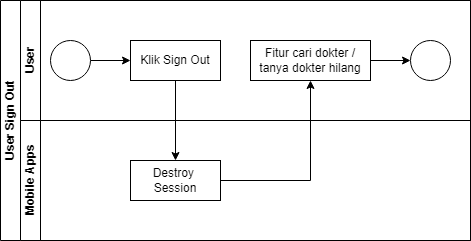 User Sign Out
User
Klik Sign Out
Fitur cari dokter /
tanya dokter hilang
Mobile Apps
Destroy
Session